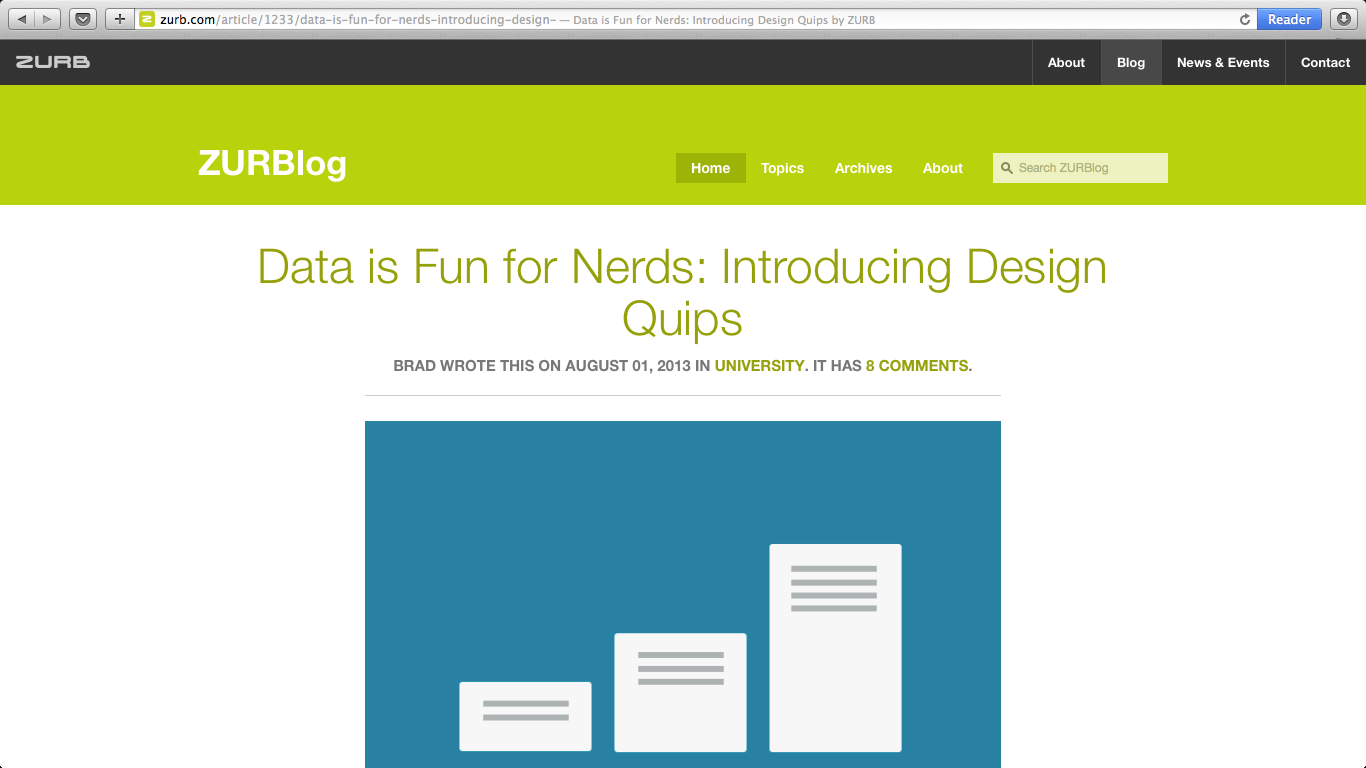 zurb.com/article/1233/data-is-fun-for-nerds-introducing-design- — Data is Fun for Nerds: Introducing Design Quips by ZURB
Reader
ZURB
About
Blog
News & Events
Contact
ZURBlog
Home
Topics
Archives
About
Search ZURBlog
Data is Fun for Nerds: Introducing Design
Quips
BRAD WROTE THIS ON AUGUST 01, 2013 IN UNIVERSITY. IT HAS 8 COMMENTS.